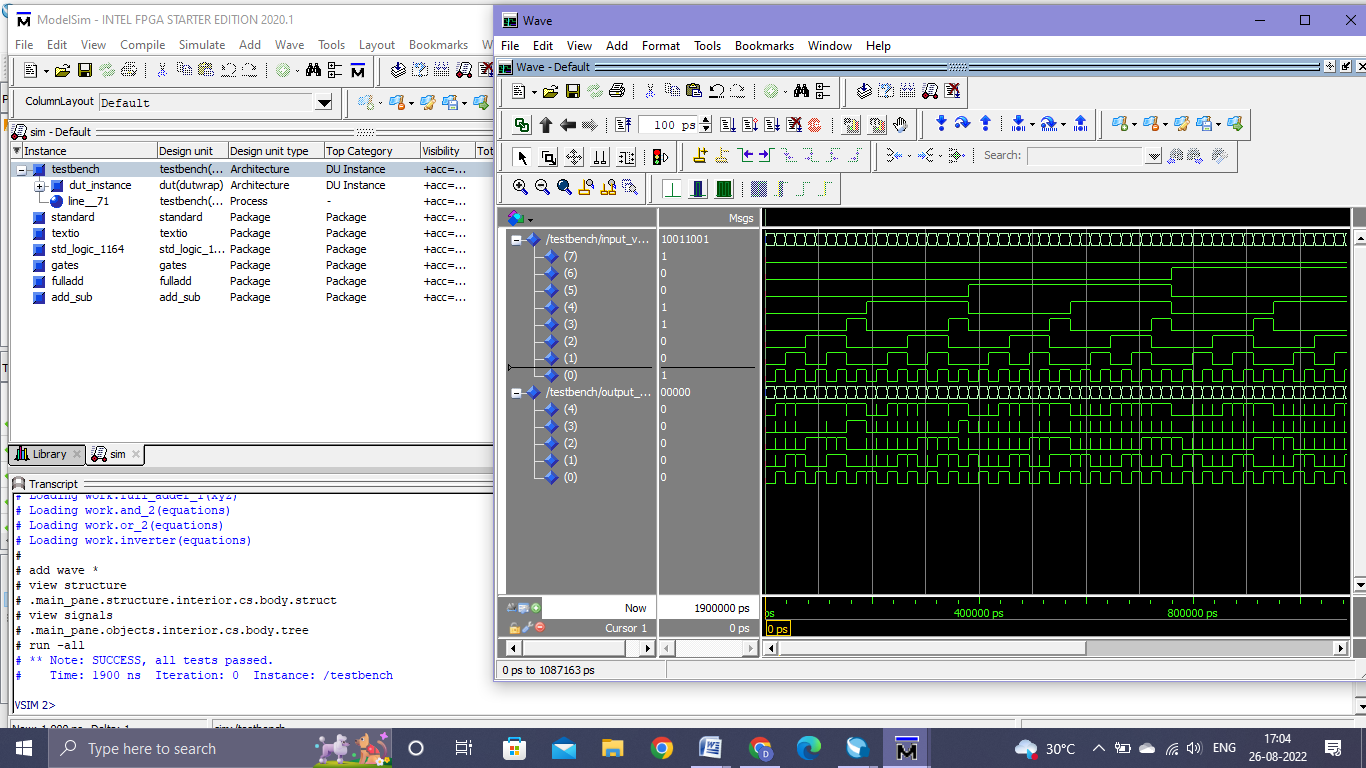 ModelSim - INTEL FPGA STARTER EDITION 2020.1
File Edit View Compile Simulate Add Wave Tools Layout Bookmarks W
ColumnLayout Default
sim - Default
Instance Design unit Design unit type Top Category Visibility Tot
testbench testbench(... Architecture DU Instance +acc=...
dut_instance dut(dutwrap) Architecture DU Instance +acc=...
line__71 testbench(... Process - +acc=...
standard standard Package Package +acc=...
textio textio Package Package +acc=...
std_logic_1164 std_logic_1... Package Package +acc=...
gates gates Package Package +acc=...
fulladd fulladd Package Package +acc=...
add_sub add_sub Package Package +acc=...
Library sim
Transcript
# Loading work.full_adder_1(xyz)
# Loading work.and_2(equations)
# Loading work.or_2(equations)
# Loading work.inverter(equations)
#
# add wave *
# view structure
# .main_pane.structure.interior.cs.body.struct
# view signals
# .main_pane.objects.interior.cs.body.tree
# run -all
# ** Note: SUCCESS, all tests passed.
# Time: 1900 ns Iteration: 0 Instance: /testbench
VSIM 2>
Wave
File Edit View Add Format Tools Bookmarks Window Help
Wave - Default
100 ps
Search:
Msgs
/testbench/input_v... 10011001
(7) 1
(6) 0
(5) 0
(4) 1
(3) 1
(2) 0
(1) 0
(0) 1
/testbench/output_... 00000
(4) 0
(3) 0
(2) 0
(1) 0
(0) 0
Now 1900000 ps ps 400000 ps 800000 ps
Cursor 1 0 ps 0 ps
0 ps to 1087163 ps
Type here to search
30°C ENG 17:04
26-08-2022